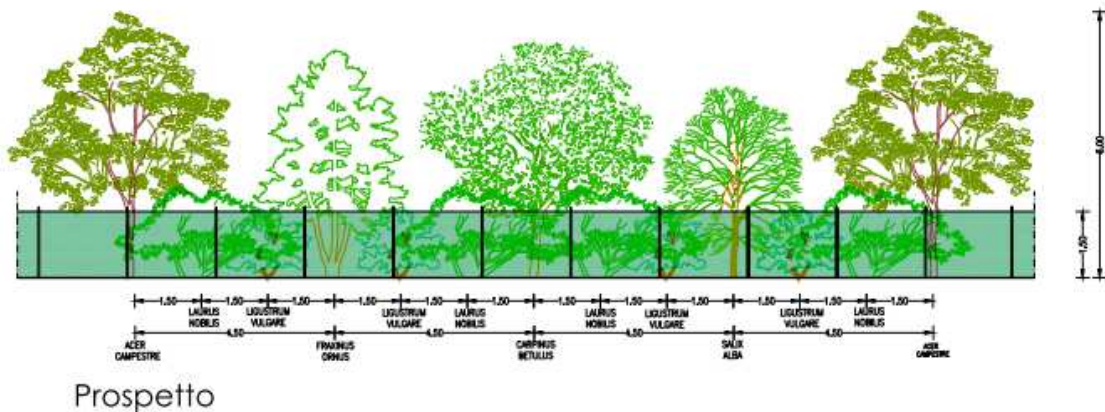 6,00
1,50
1,50 1,50 1,50 1,50 1,50 1,50 1,50 1,50 1,50 1,50 1,50 1,50
LAURUS NOBILIS
LIGUSTRUM VULGARE
LIGUSTRUM VULGARE
LAURUS NOBILIS
LAURUS NOBILIS
LIGUSTRUM VULGARE
LIGUSTRUM VULGARE
LAURUS NOBILIS
4,50 4,50 4,50 4,50
ACER CAMPESTRE
FRAXINUS ORNUS
CARPINUS BETULUS
SALIX ALBA
ACER CAMPESTRE
Prospetto